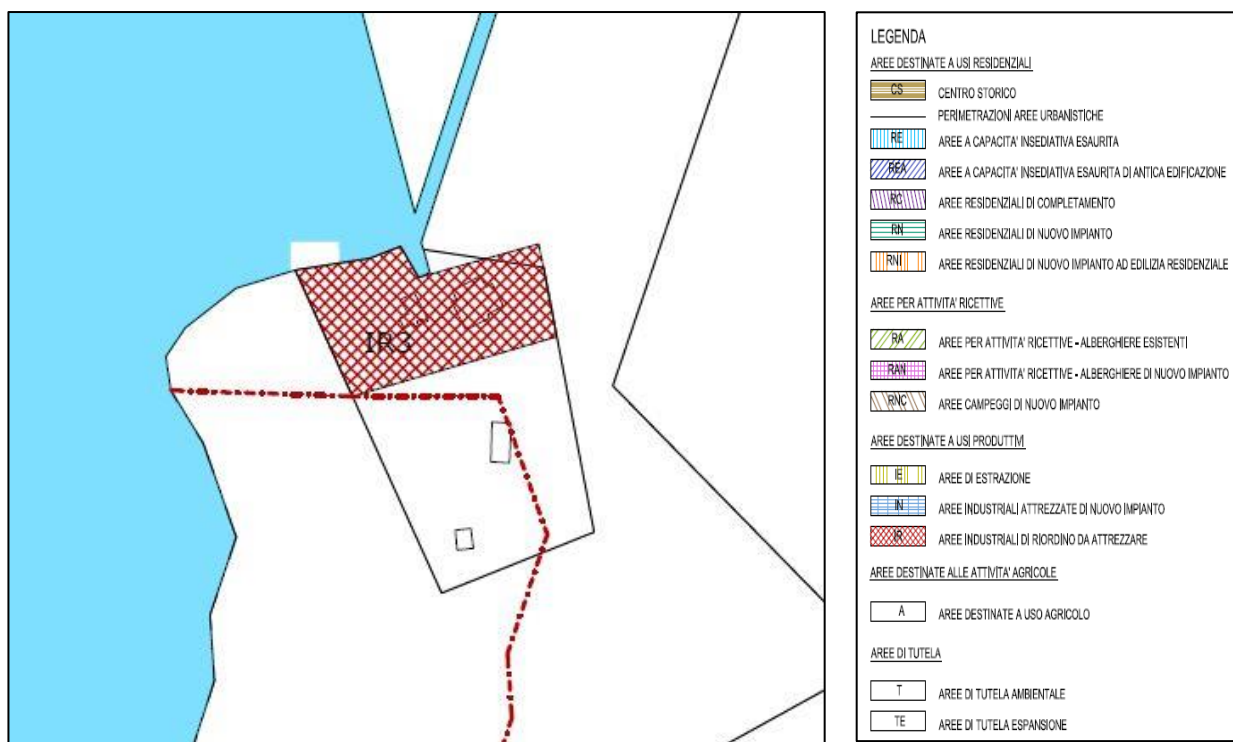 IR3
LEGENDA
AREE DESTINATE A USI RESIDENZIALI
CS CENTRO STORICO
PERIMETRAZIONI AREE URBANISTICHE
RE AREE A CAPACITA' INSEDIATIVA ESAURITA
REA AREE A CAPACITA' INSEDIATIVA ESAURITA DI ANTICA EDIFICAZIONE
RC AREE RESIDENZIALI DI COMPLETAMENTO
RN AREE RESIDENZIALI DI NUOVO IMPIANTO
RNI AREE RESIDENZIALI DI NUOVO IMPIANTO AD EDILIZIA RESIDENZIALE
AREE PER ATTIVITA' RICETTIVE
RA AREE PER ATTIVITA' RICETTIVE - ALBERGHIERE ESISTENTI
RAN AREE PER ATTIVITA' RICETTIVE - ALBERGHIERE DI NUOVO IMPIANTO
RNC AREE CAMPEGGI DI NUOVO IMPIANTO
AREE DESTINATE A USI PRODUTTIVI
IE AREE DI ESTRAZIONE
IN AREE INDUSTRIALI ATTREZZATE DI NUOVO IMPIANTO
IR AREE INDUSTRIALI DI RIORDINO DA ATTREZZARE
AREE DESTINATE ALLE ATTIVITA' AGRICOLE
A AREE DESTINATE A USO AGRICOLO
AREE DI TUTELA
T AREE DI TUTELA AMBIENTALE
TE AREE DI TUTELA ESPANSIONE